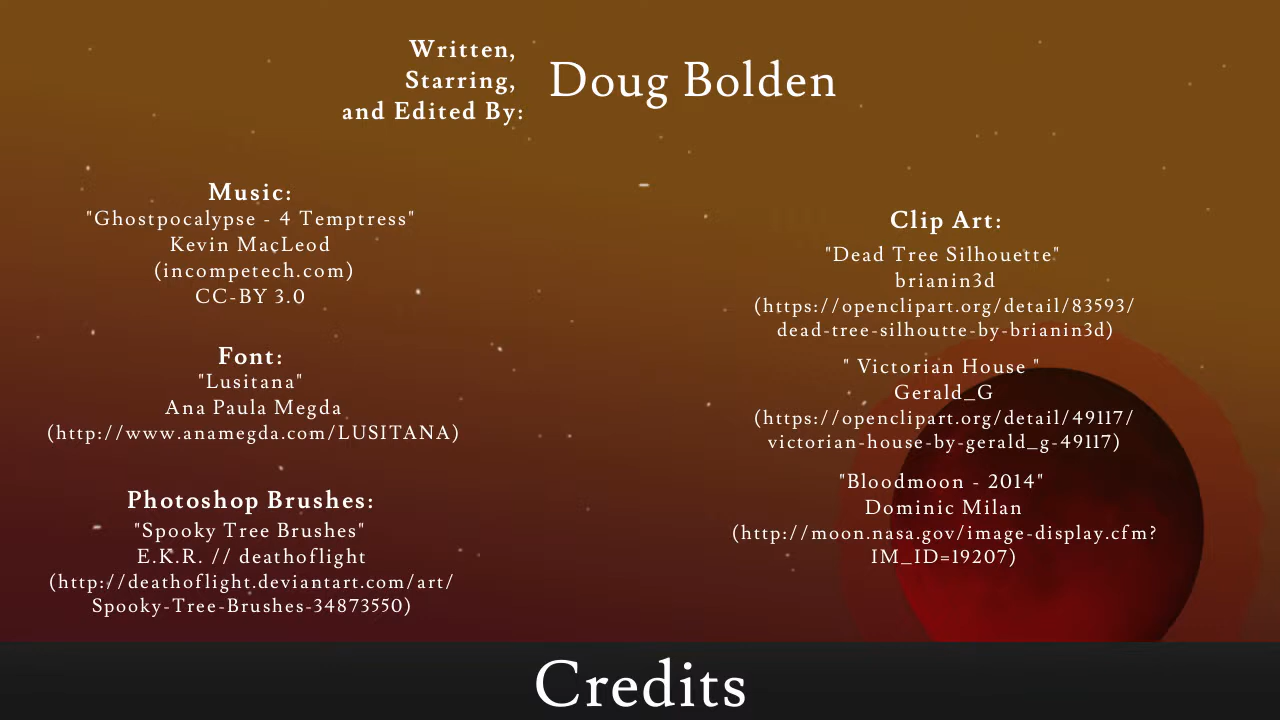 Written,
Starring,
and Edited By:
Doug Bolden
Music:
"Ghostpocalypse - 4 Temptress"
Kevin MacLeod
(incompetech.com)
CC-BY 3.0
Font:
"Lusitana"
Ana Paula Megda
(http://www.anamegda.com/LUSITANA)
Photoshop Brushes:
"Spooky Tree Brushes"
E.K.R. // deathoflight
(http://deathoflight.deviantart.com/art/
Spooky-Tree-Brushes-34873550)
Clip Art:
"Dead Tree Silhouette"
brianin3d
(https://openclipart.org/detail/83593/
dead-tree-silhoutte-by-brianin3d)
" Victorian House "
Gerald_G
(https://openclipart.org/detail/49117/
victorian-house-by-gerald_g-49117)
"Bloodmoon - 2014"
Dominic Milan
(http://moon.nasa.gov/image-display.cfm?
IM_ID=19207)
Credits